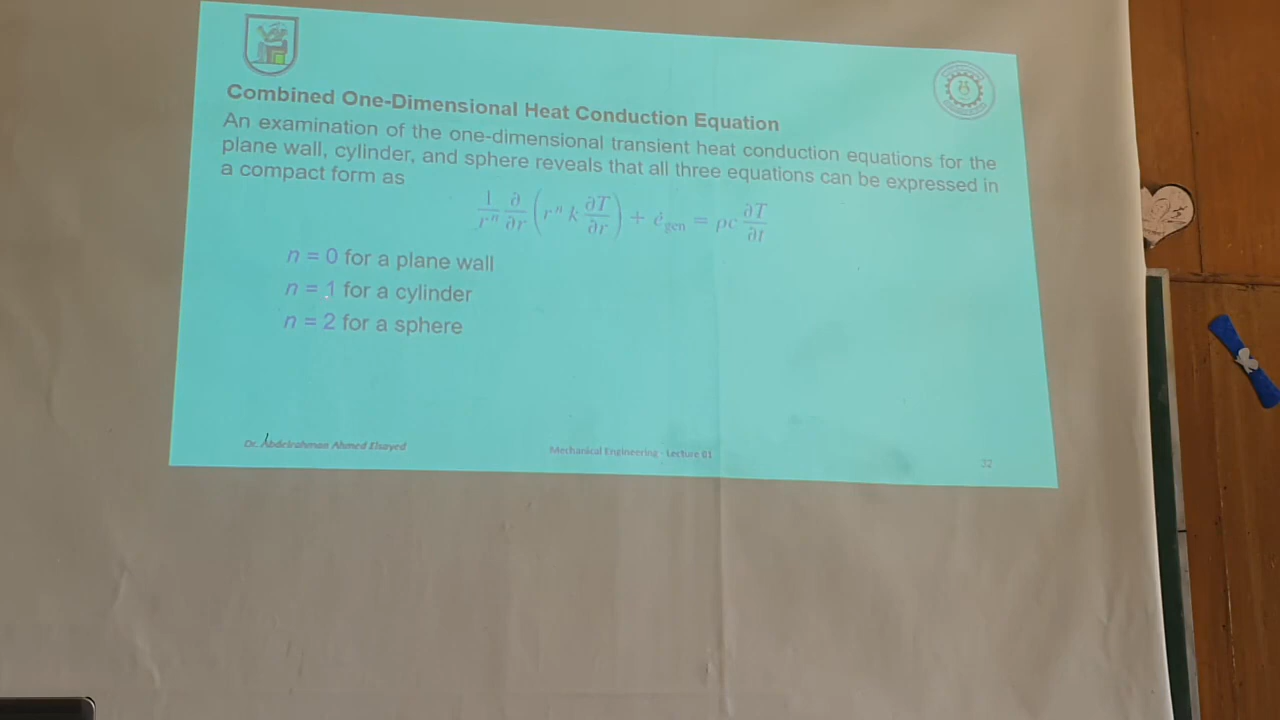 Combined One-Dimensional Heat Conduction Equation
An examination of the one-dimensional transient heat conduction equations for the
plane wall, cylinder, and sphere reveals that all three equations can be expressed in
a compact form as
1/rⁿ ∂/∂r (rⁿ k ∂T/∂r) + ė_gen = ρc ∂T/∂t
n = 0 for a plane wall
n = 1 for a cylinder
n = 2 for a sphere
Dr. Abdelrahman Ahmed Elsayed
Mechanical Engineering - Lecture 01
32